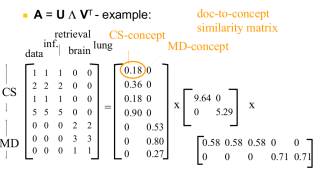 A = U Λ Vᵀ - example:
doc-to-concept
similarity matrix
retrieval
inf.
lung
brain
data
CS-concept
MD-concept
CS
MD
1 1 1 0 0
2 2 2 0 0
1 1 1 0 0
5 5 5 0 0
0 0 0 2 2
0 0 0 3 3
0 0 0 1 1
=
0.18 0
0.36 0
0.18 0
0.90 0
0 0.53
0 0.80
0 0.27
x
9.64 0
0 5.29
x
0.58 0.58 0.58 0 0
0 0 0 0.71 0.71